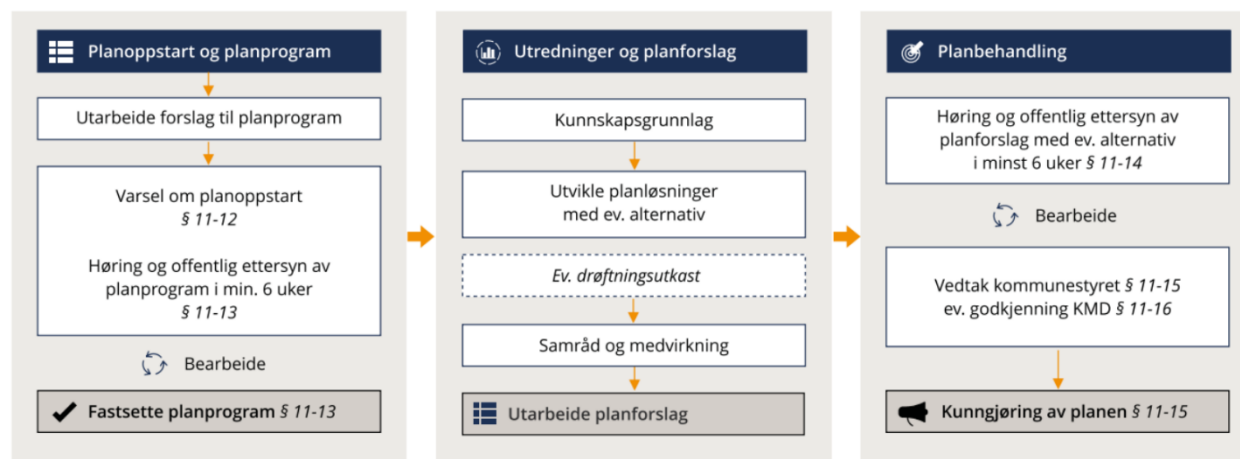 Planoppstart og planprogram
Utarbeide forslag til planprogram
Varsel om planoppstart
§ 11-12
Høring og offentlig ettersyn av
planprogram i min. 6 uker
§ 11-13
Bearbeide
Fastsette planprogram § 11-13
Utredninger og planforslag
Kunnskapsgrunnlag
Utvikle planløsninger
med ev. alternativ
Ev. drøftningsutkast
Samråd og medvirkning
Utarbeide planforslag
Planbehandling
Høring og offentlig ettersyn av
planforslag med ev. alternativ
i minst 6 uker § 11-14
Bearbeide
Vedtak kommunestyret § 11-15
ev. godkjenning KMD § 11-16
Kunngjøring av planen § 11-15